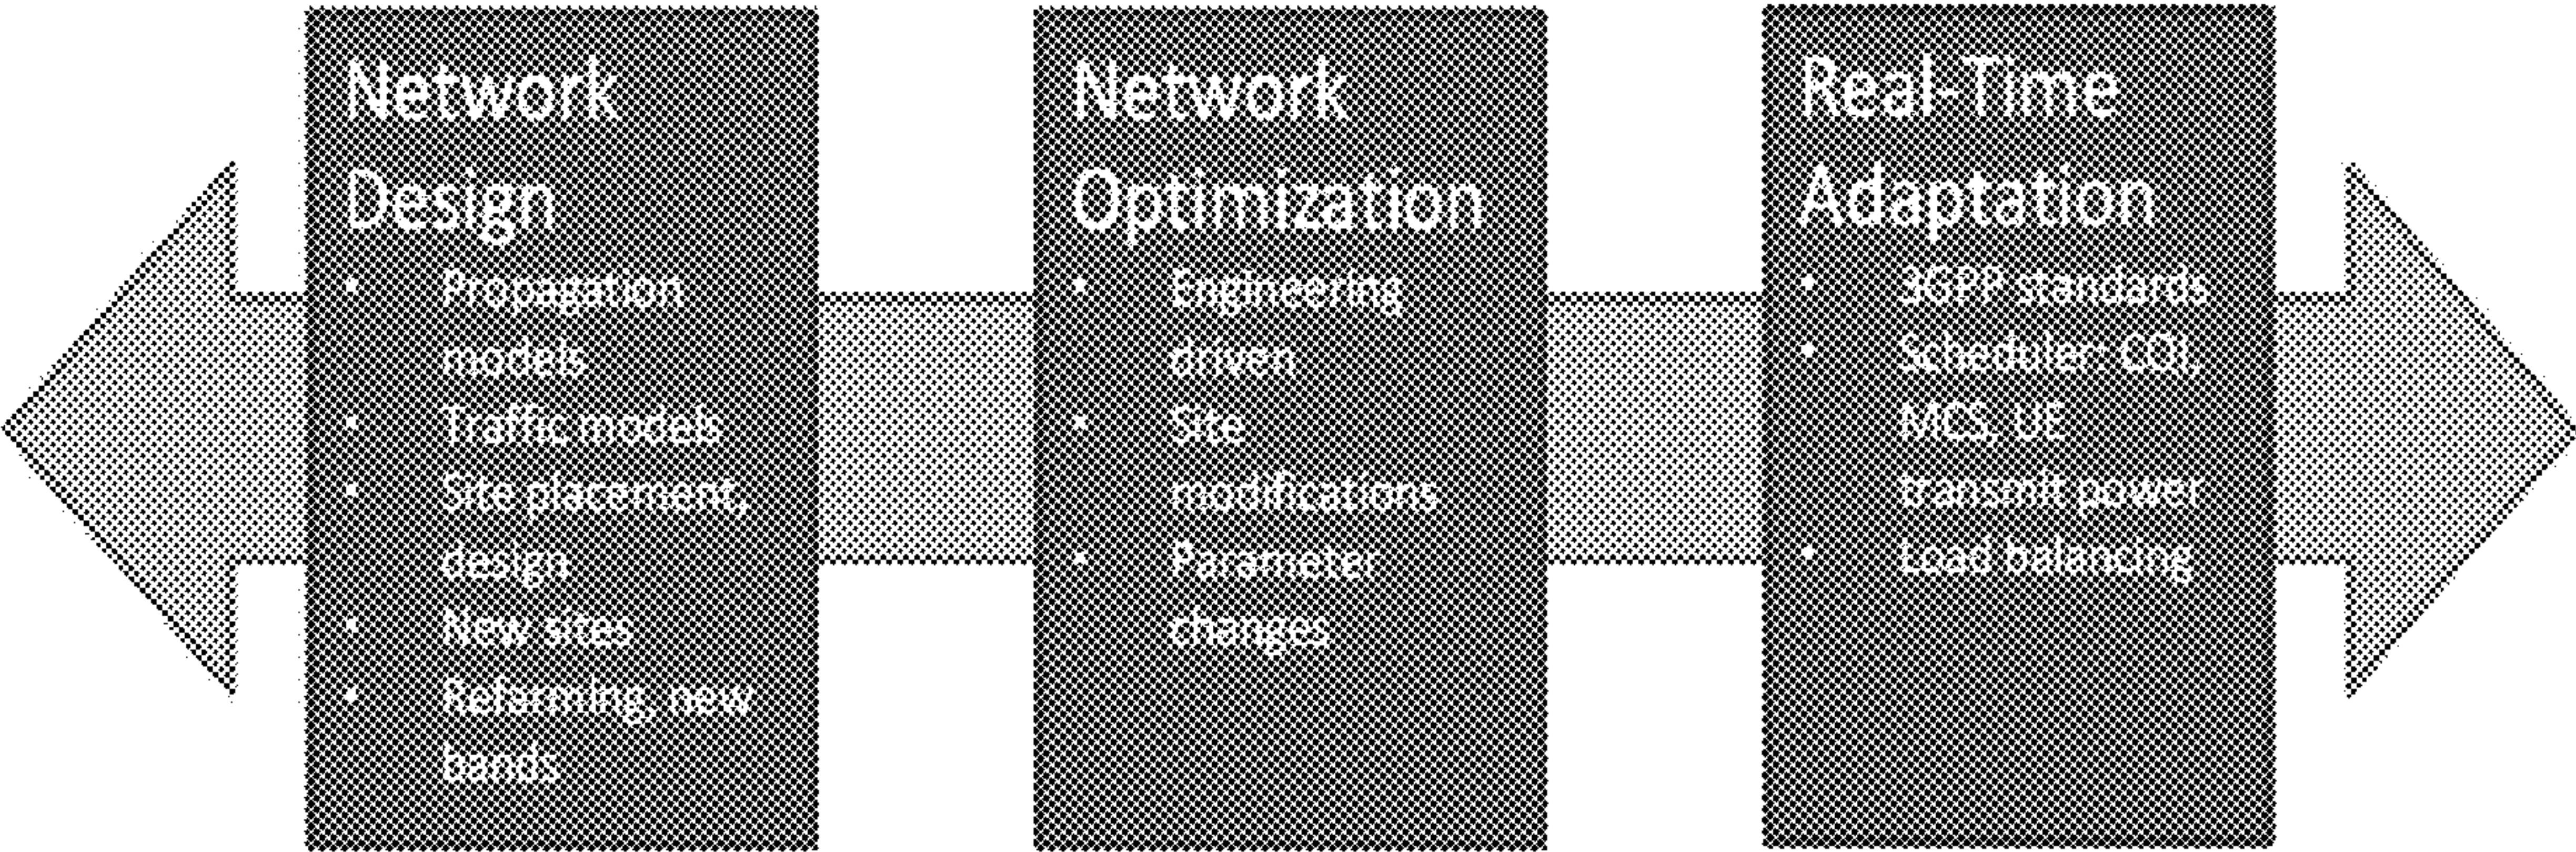 Network
Design
• Propagation
models
• Traffic models
• Site placement,
design
• New sites
• Refarming, new
bands
Network
Optimization
• Engineering
driven
• Site
modifications
• Parameter
changes
Real-Time
Adaptation
• 3GPP standards
• Scheduler- CQI,
MCS, UE
transmit power
• Load balancing